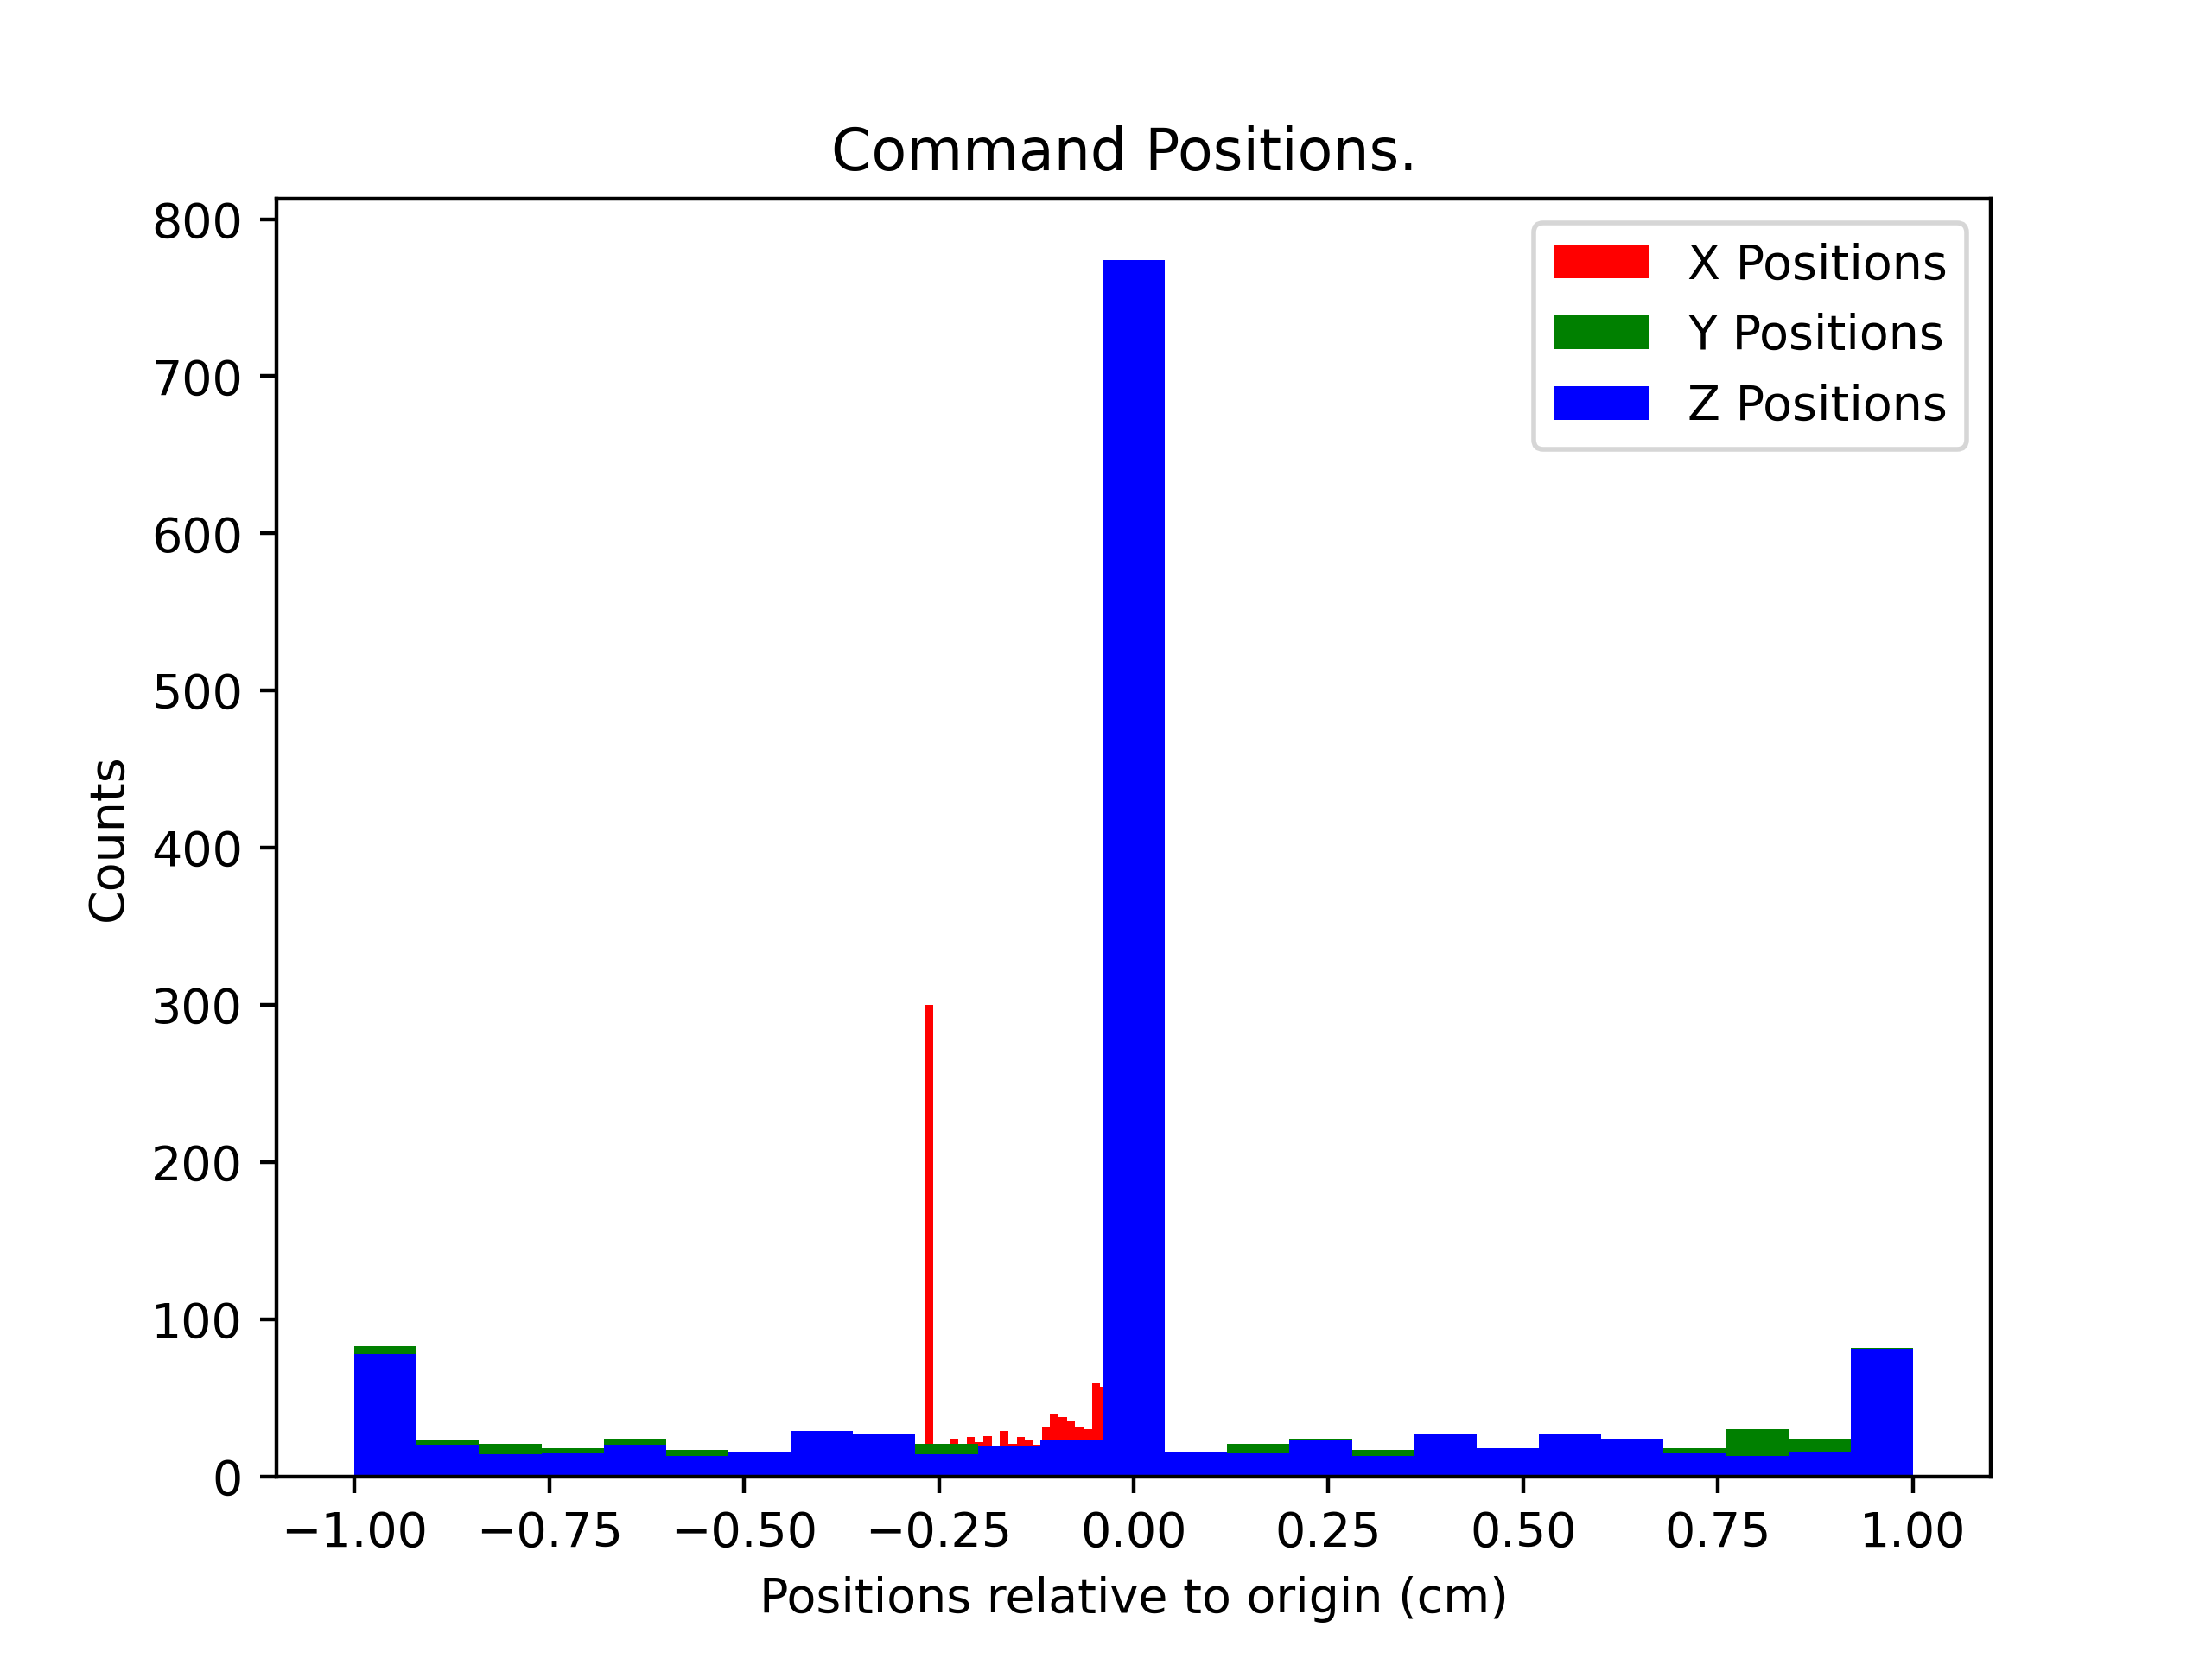 Command Positions.
800
700
600
500
400
300
200
100
0
Counts
X Positions
Y Positions
Z Positions
−1.00 −0.75 −0.50 −0.25 0.00 0.25 0.50 0.75 1.00
Positions relative to origin (cm)